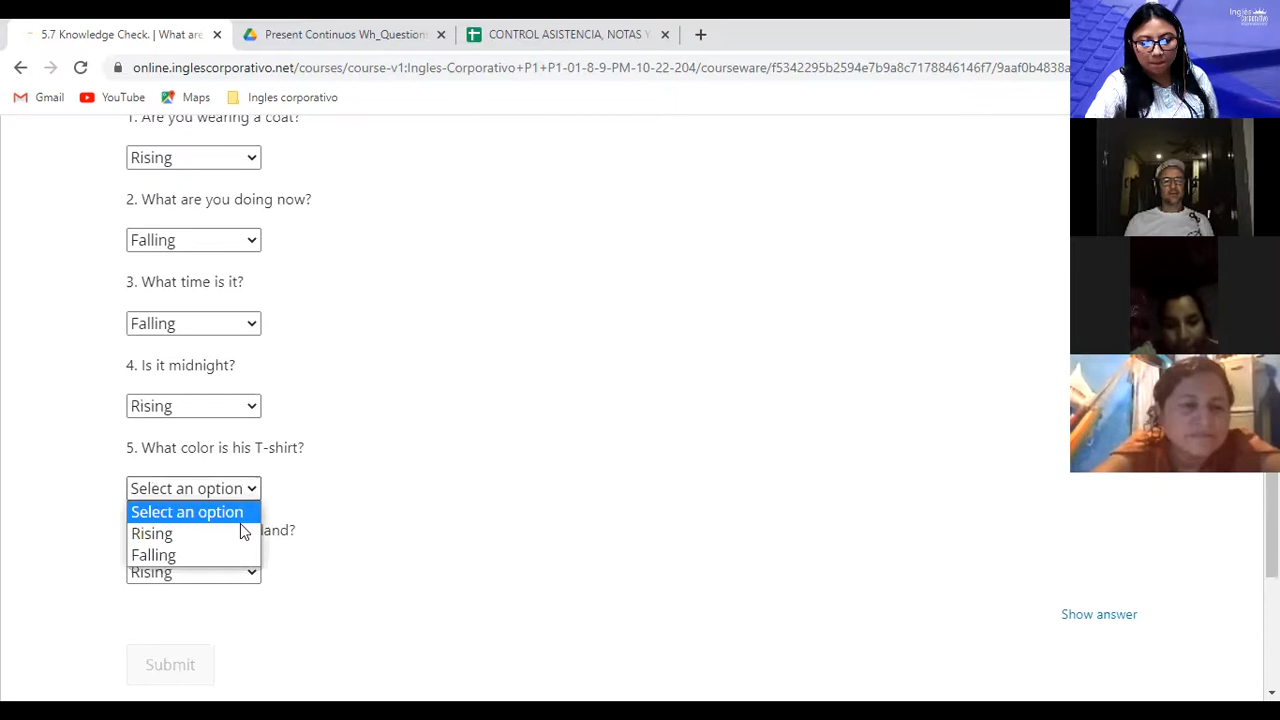 5.7 Knowledge Check. | What are
Present Continuos Wh_Question
CONTROL ASISTENCIA, NOTAS Y
online.inglescorporativo.net/courses/course-v1:Ingles-Corporativo+P1+P1-01-8-9-PM-10-22-204/courseware/f5342295b2594e7b9a8c7178846146f7/9aaf0b4838a
Gmail
YouTube
Maps
Ingles corporativo
Inglés
corporativo
1. Are you wearing a coat?
Rising
2. What are you doing now?
Falling
3. What time is it?
Falling
4. Is it midnight?
Rising
5. What color is his T-shirt?
Select an option
Select an option
Rising
Falling
land?
Rising
Show answer
Submit